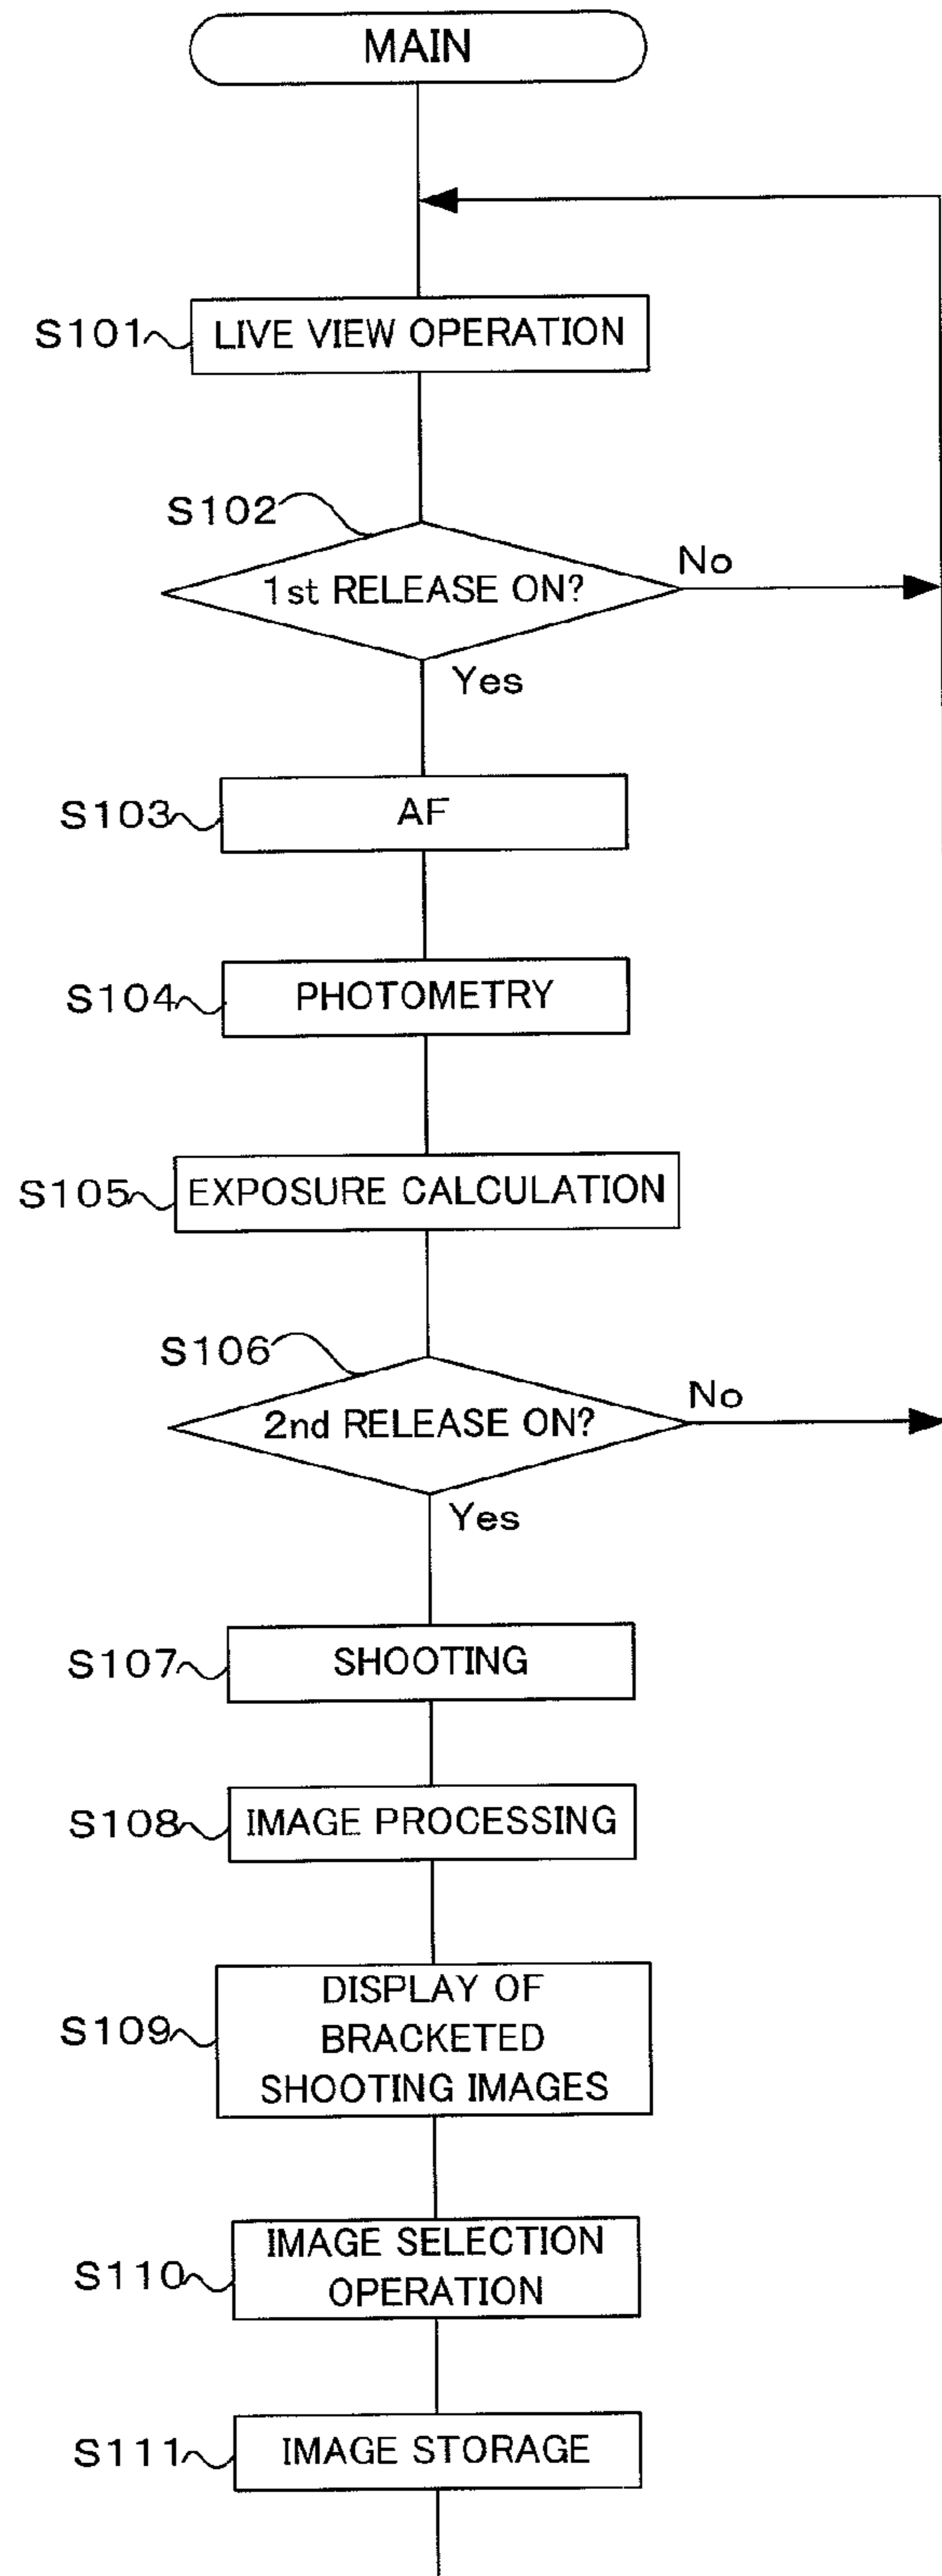 MAIN
S101
LIVE VIEW OPERATION
S102
1st RELEASE ON?
No
Yes
S103
AF
S104
PHOTOMETRY
S105
EXPOSURE CALCULATION
S106
2nd RELEASE ON?
No
Yes
S107
SHOOTING
S108
IMAGE PROCESSING
S109
DISPLAY OF
BRACKETED
SHOOTING IMAGES
S110
IMAGE SELECTION
OPERATION
S111
IMAGE STORAGE